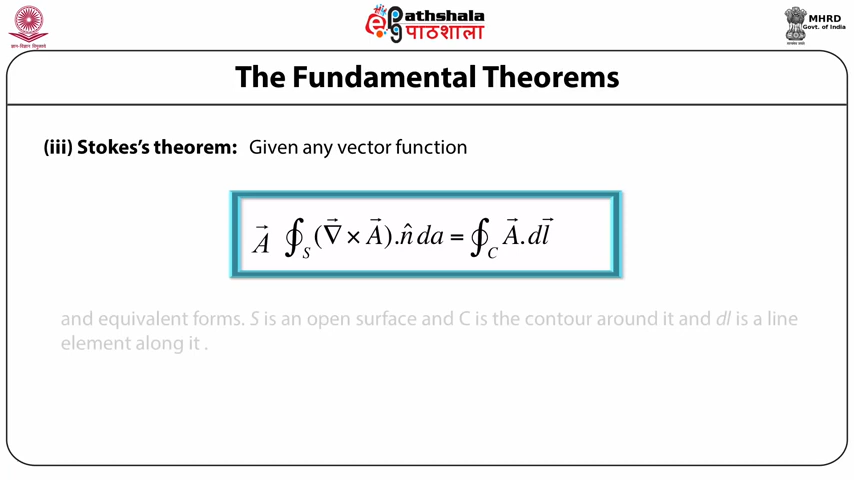 ePathshala
पाठशाला
MHRD
Govt. of India
The Fundamental Theorems
(iii) Stokes's theorem: Given any vector function
A⃗ ∮_S (∇⃗ × A⃗).n̂ da = ∮_C A⃗.dl⃗
and equivalent forms. S is an open surface and C is the contour around it and dl is a line
element along it .